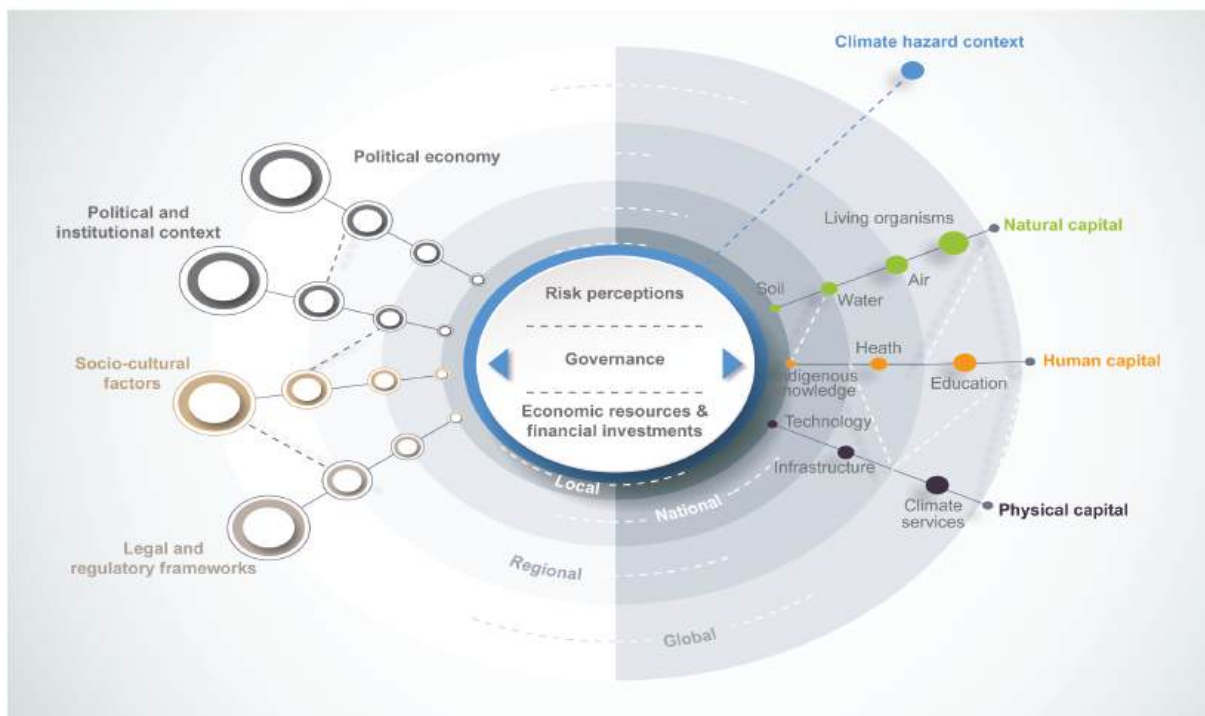 Climate hazard context
Political economy
Political and
institutional context
Socio-cultural
factors
Legal and
regulatory frameworks
Risk perceptions
Governance
Economic resources &
financial investments
Local
National
Regional
Global
Living organisms
Natural capital
Soil
Water
Air
Heath
Human capital
ndigenous
nowledge
Education
Technology
Infrastructure
Climate
services
Physical capital